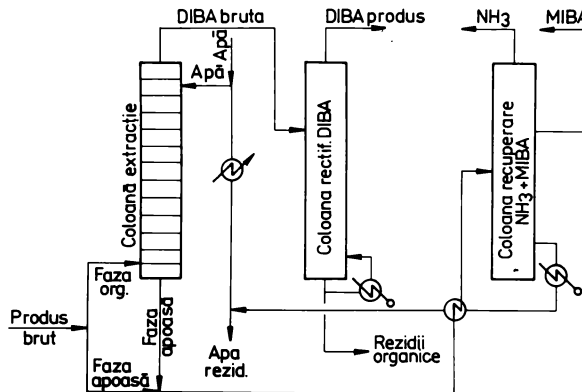 DIBA bruta
DIBA produs
NH3
MIBA
Apă
Apă
Coloană extracție
Coloana rectif. DIBA
Coloana recuperare
NH3 + MIBA
Faza
org.
Produs
brut
Faza
apoasă
Faza
apoasă
Apa
rezid.
Rezidii
organice